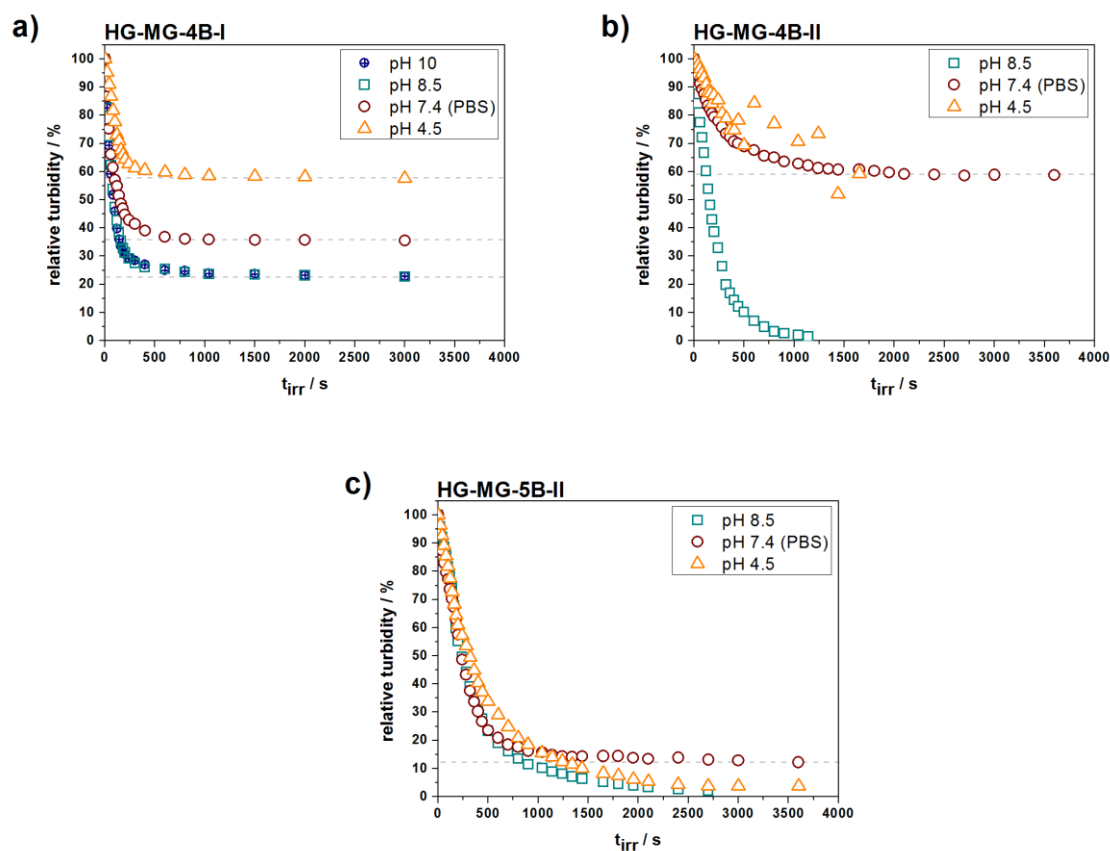 a)
HG-MG-4B-I
relative turbidity / %
100
90
80
70
60
50
40
30
20
10
0
pH 10
pH 8.5
pH 7.4 (PBS)
pH 4.5
0 500 1000 1500 2000 2500 3000 3500 4000
tirr / s
b)
HG-MG-4B-II
relative turbidity / %
100
90
80
70
60
50
40
30
20
10
0
pH 8.5
pH 7.4 (PBS)
pH 4.5
0 500 1000 1500 2000 2500 3000 3500 4000
tirr / s
c)
HG-MG-5B-II
relative turbidity / %
100
90
80
70
60
50
40
30
20
10
0
pH 8.5
pH 7.4 (PBS)
pH 4.5
0 500 1000 1500 2000 2500 3000 3500 4000
tirr / s